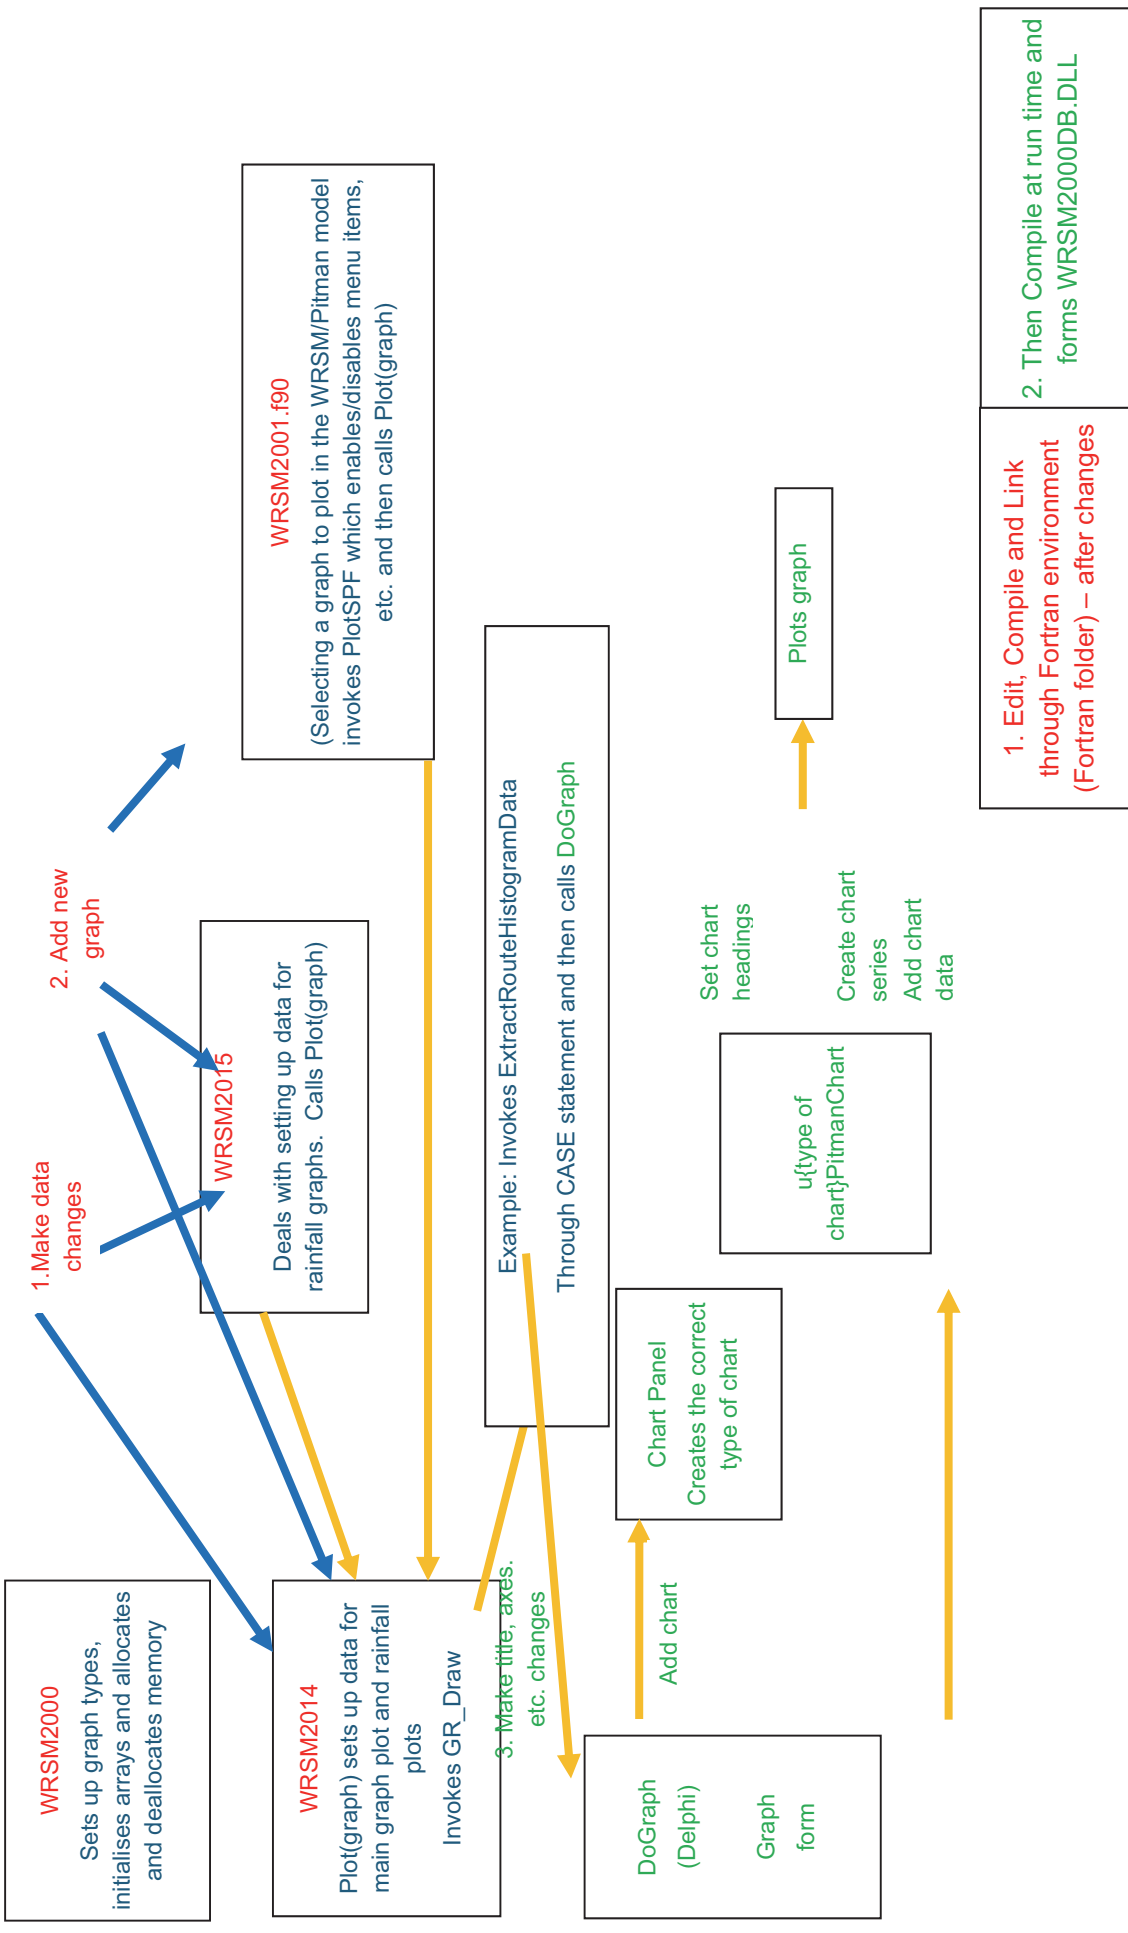 WRSM2000
Sets up graph types,
initialises arrays and allocates
and deallocates memory
1.Make data
changes
2. Add new
graph
WRSM2015
Deals with setting up data for
rainfall graphs. Calls Plot(graph)
WRSM2001.f90
(Selecting a graph to plot in the WRSM/Pitman model
invokes PlotSPF which enables/disables menu items,
etc. and then calls Plot(graph)
WRSM2014
Plot(graph) sets up data for
main graph plot and rainfall
plots
Invokes GR_Draw
3. Make title, axes.
etc. changes
Example: Invokes ExtractRouteHistogramData
Through CASE statement and then calls DoGraph
DoGraph
(Delphi)
Graph
form
Add chart
Chart Panel
Creates the correct
type of chart
u{type of
chart}PitmanChart
Set chart
headings
Create chart
series
Add chart
data
Plots graph
1. Edit, Compile and Link
through Fortran environment
(Fortran folder) – after changes
2. Then Compile at run time and
forms WRSM2000DB.DLL